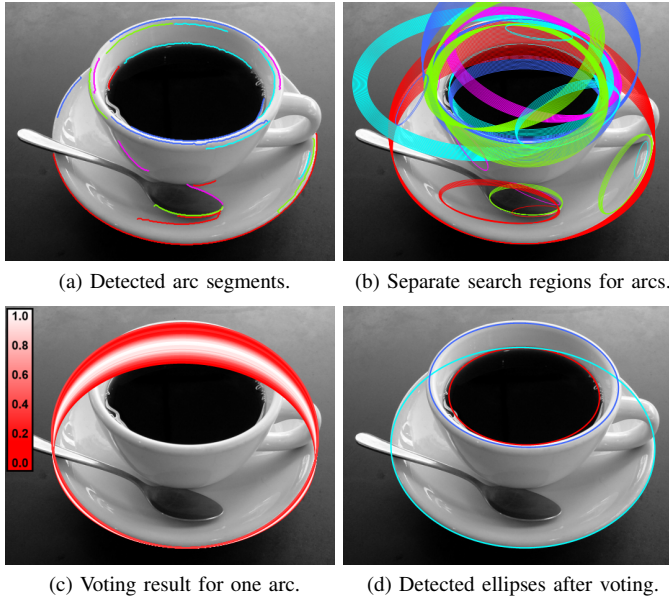 (a) Detected arc segments.
(b) Separate search regions for arcs.
1.0
0.8
0.6
0.4
0.2
0.0
(c) Voting result for one arc.
(d) Detected ellipses after voting.